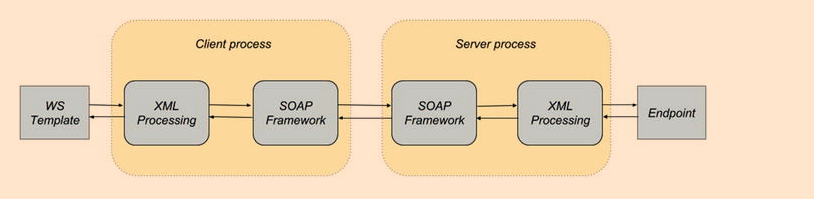 Client process
Server process
WS
Template
XML
Processing
SOAP
Framework
SOAP
Framework
XML
Processing
Endpoint